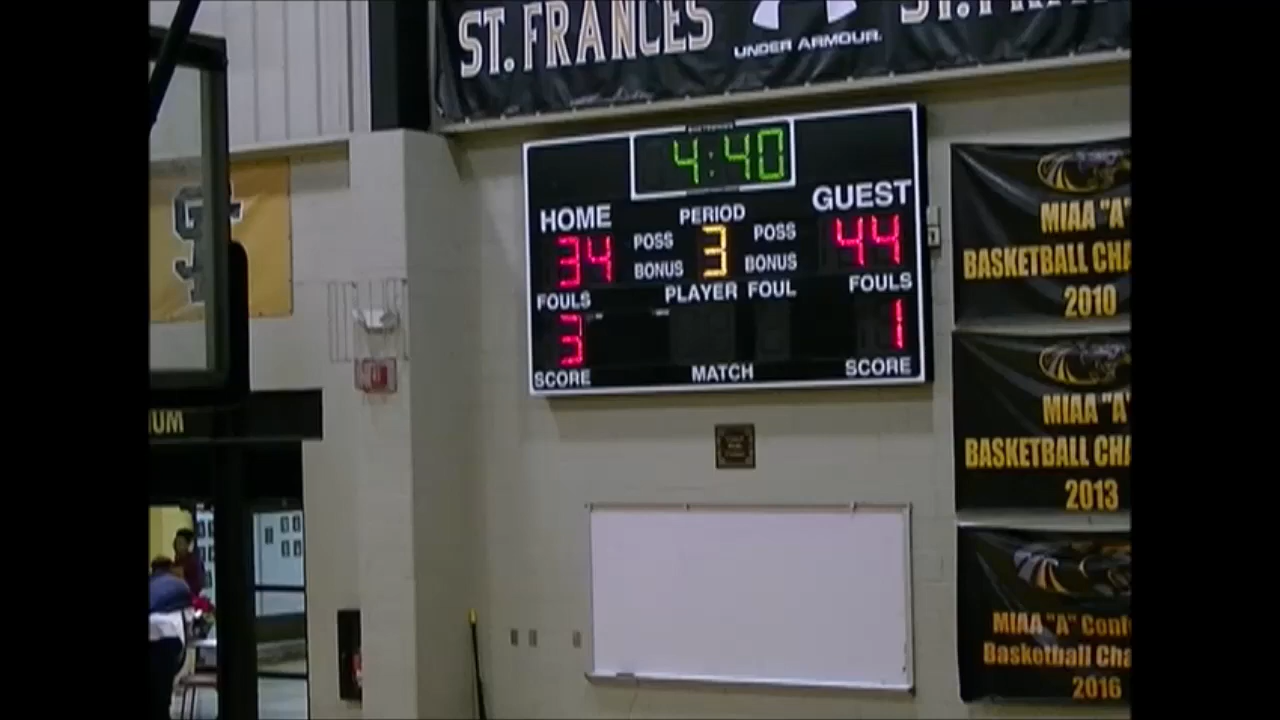 ST. FRANCES
UNDER ARMOUR.
4:40
HOME
PERIOD
GUEST
34
POSS
3
POSS
44
BONUS
BONUS
FOULS
PLAYER FOUL
FOULS
3
1
SCORE
MATCH
SCORE
MIAA "A"
BASKETBALL CHA
2010
MIAA "A"
BASKETBALL CHA
2013
MIAA "A" Conf
Basketball Cha
2016
IUM